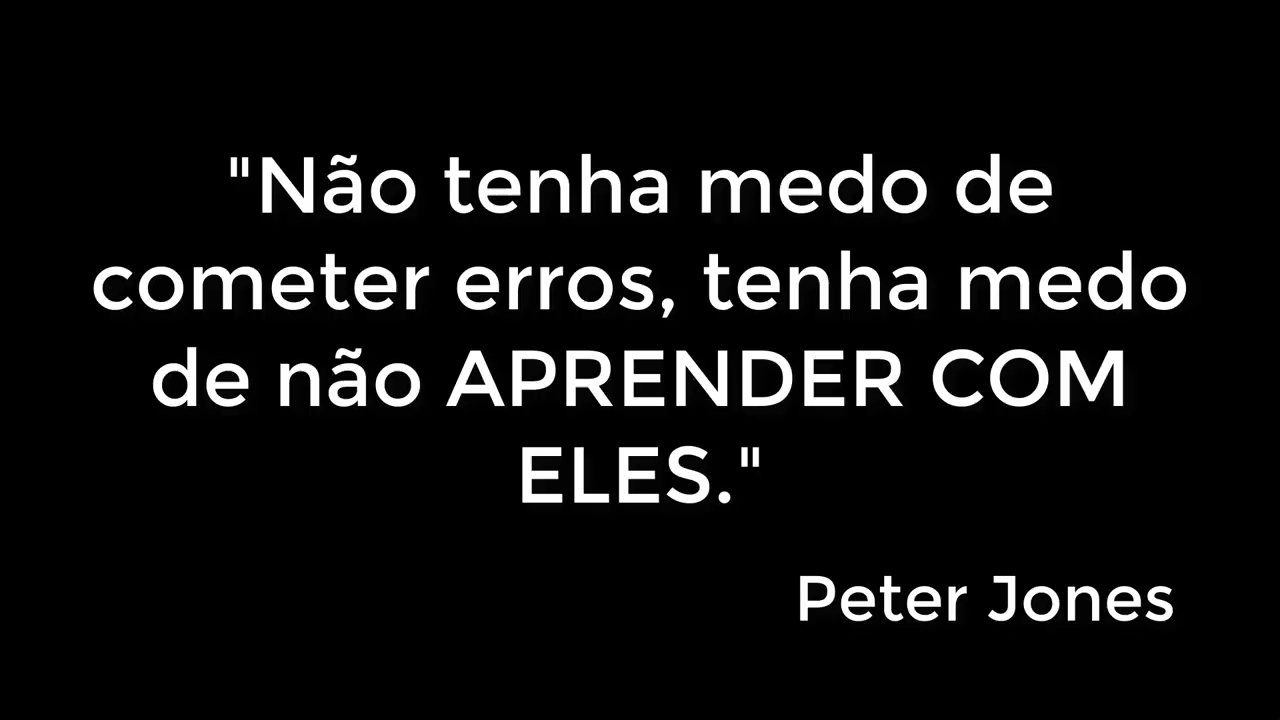 "Não tenha medo de
cometer erros, tenha medo
de não APRENDER COM
ELES."
Peter Jones